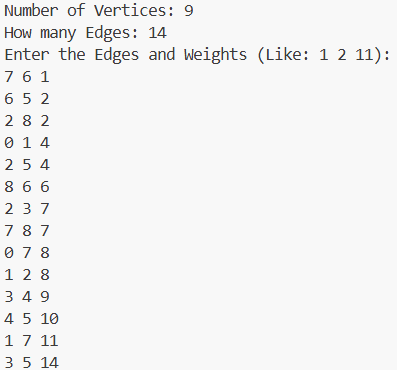 Number of Vertices: 9
How many Edges: 14
Enter the Edges and Weights (Like: 1 2 11):
7 6 1
6 5 2
2 8 2
0 1 4
2 5 4
8 6 6
2 3 7
7 8 7
0 7 8
1 2 8
3 4 9
4 5 10
1 7 11
3 5 14